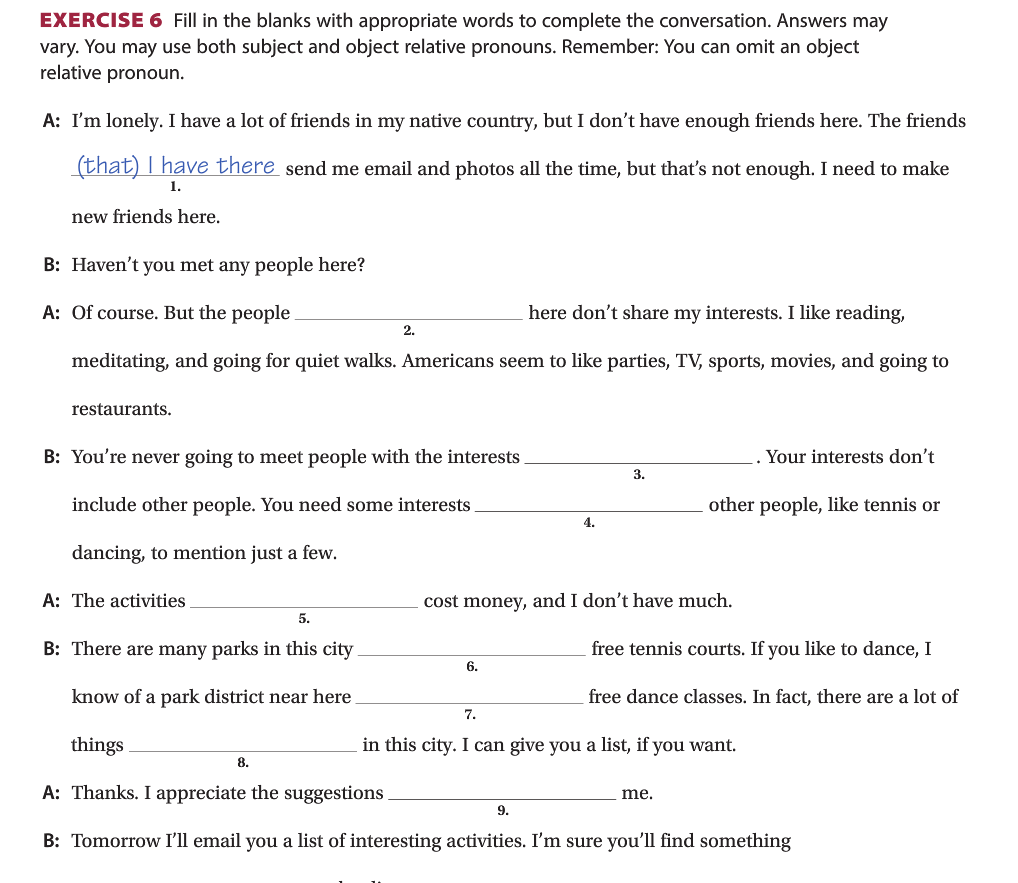 EXERCISE 6 Fill in the blanks with appropriate words to complete the conversation. Answers may
vary. You may use both subject and object relative pronouns. Remember: You can omit an object
relative pronoun.
A: I'm lonely. I have a lot of friends in my native country, but I don't have enough friends here. The friends
(that) I have there send me email and photos all the time, but that's not enough. I need to make
1.
new friends here.
B: Haven't you met any people here?
A: Of course. But the people ______ here don't share my interests. I like reading,
2.
meditating, and going for quiet walks. Americans seem to like parties, TV, sports, movies, and going to
restaurants.
B: You're never going to meet people with the interests ______. Your interests don't
3.
include other people. You need some interests ______ other people, like tennis or
4.
dancing, to mention just a few.
A: The activities ______ cost money, and I don't have much.
5.
B: There are many parks in this city ______ free tennis courts. If you like to dance, I
6.
know of a park district near here ______ free dance classes. In fact, there are a lot of
7.
things ______ in this city. I can give you a list, if you want.
8.
A: Thanks. I appreciate the suggestions ______ me.
9.
B: Tomorrow I'll email you a list of interesting activities. I'm sure you'll find something